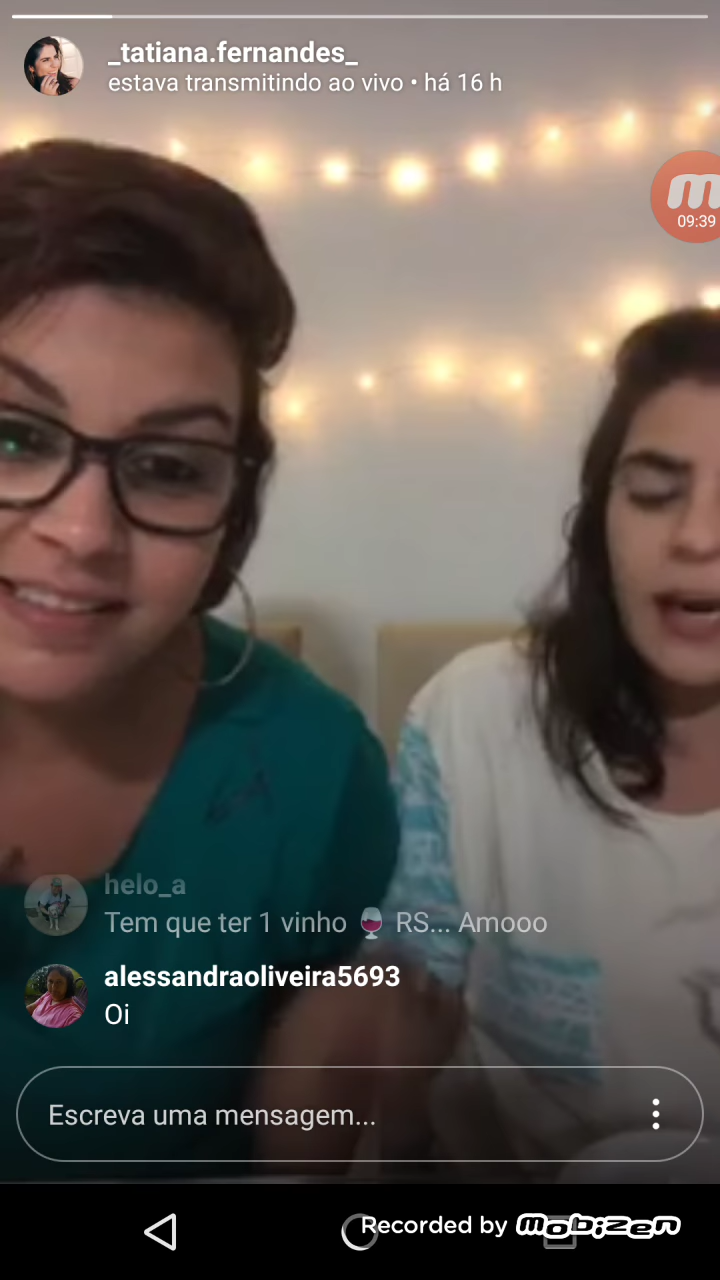 _tatiana.fernandes_
estava transmitindo ao vivo • há 16 h
m
09:39
helo_a
Tem que ter 1 vinho 🍷 RS... Amooo
alessandraoliveira5693
Oi
Escreva uma mensagem...
Recorded by mobizen